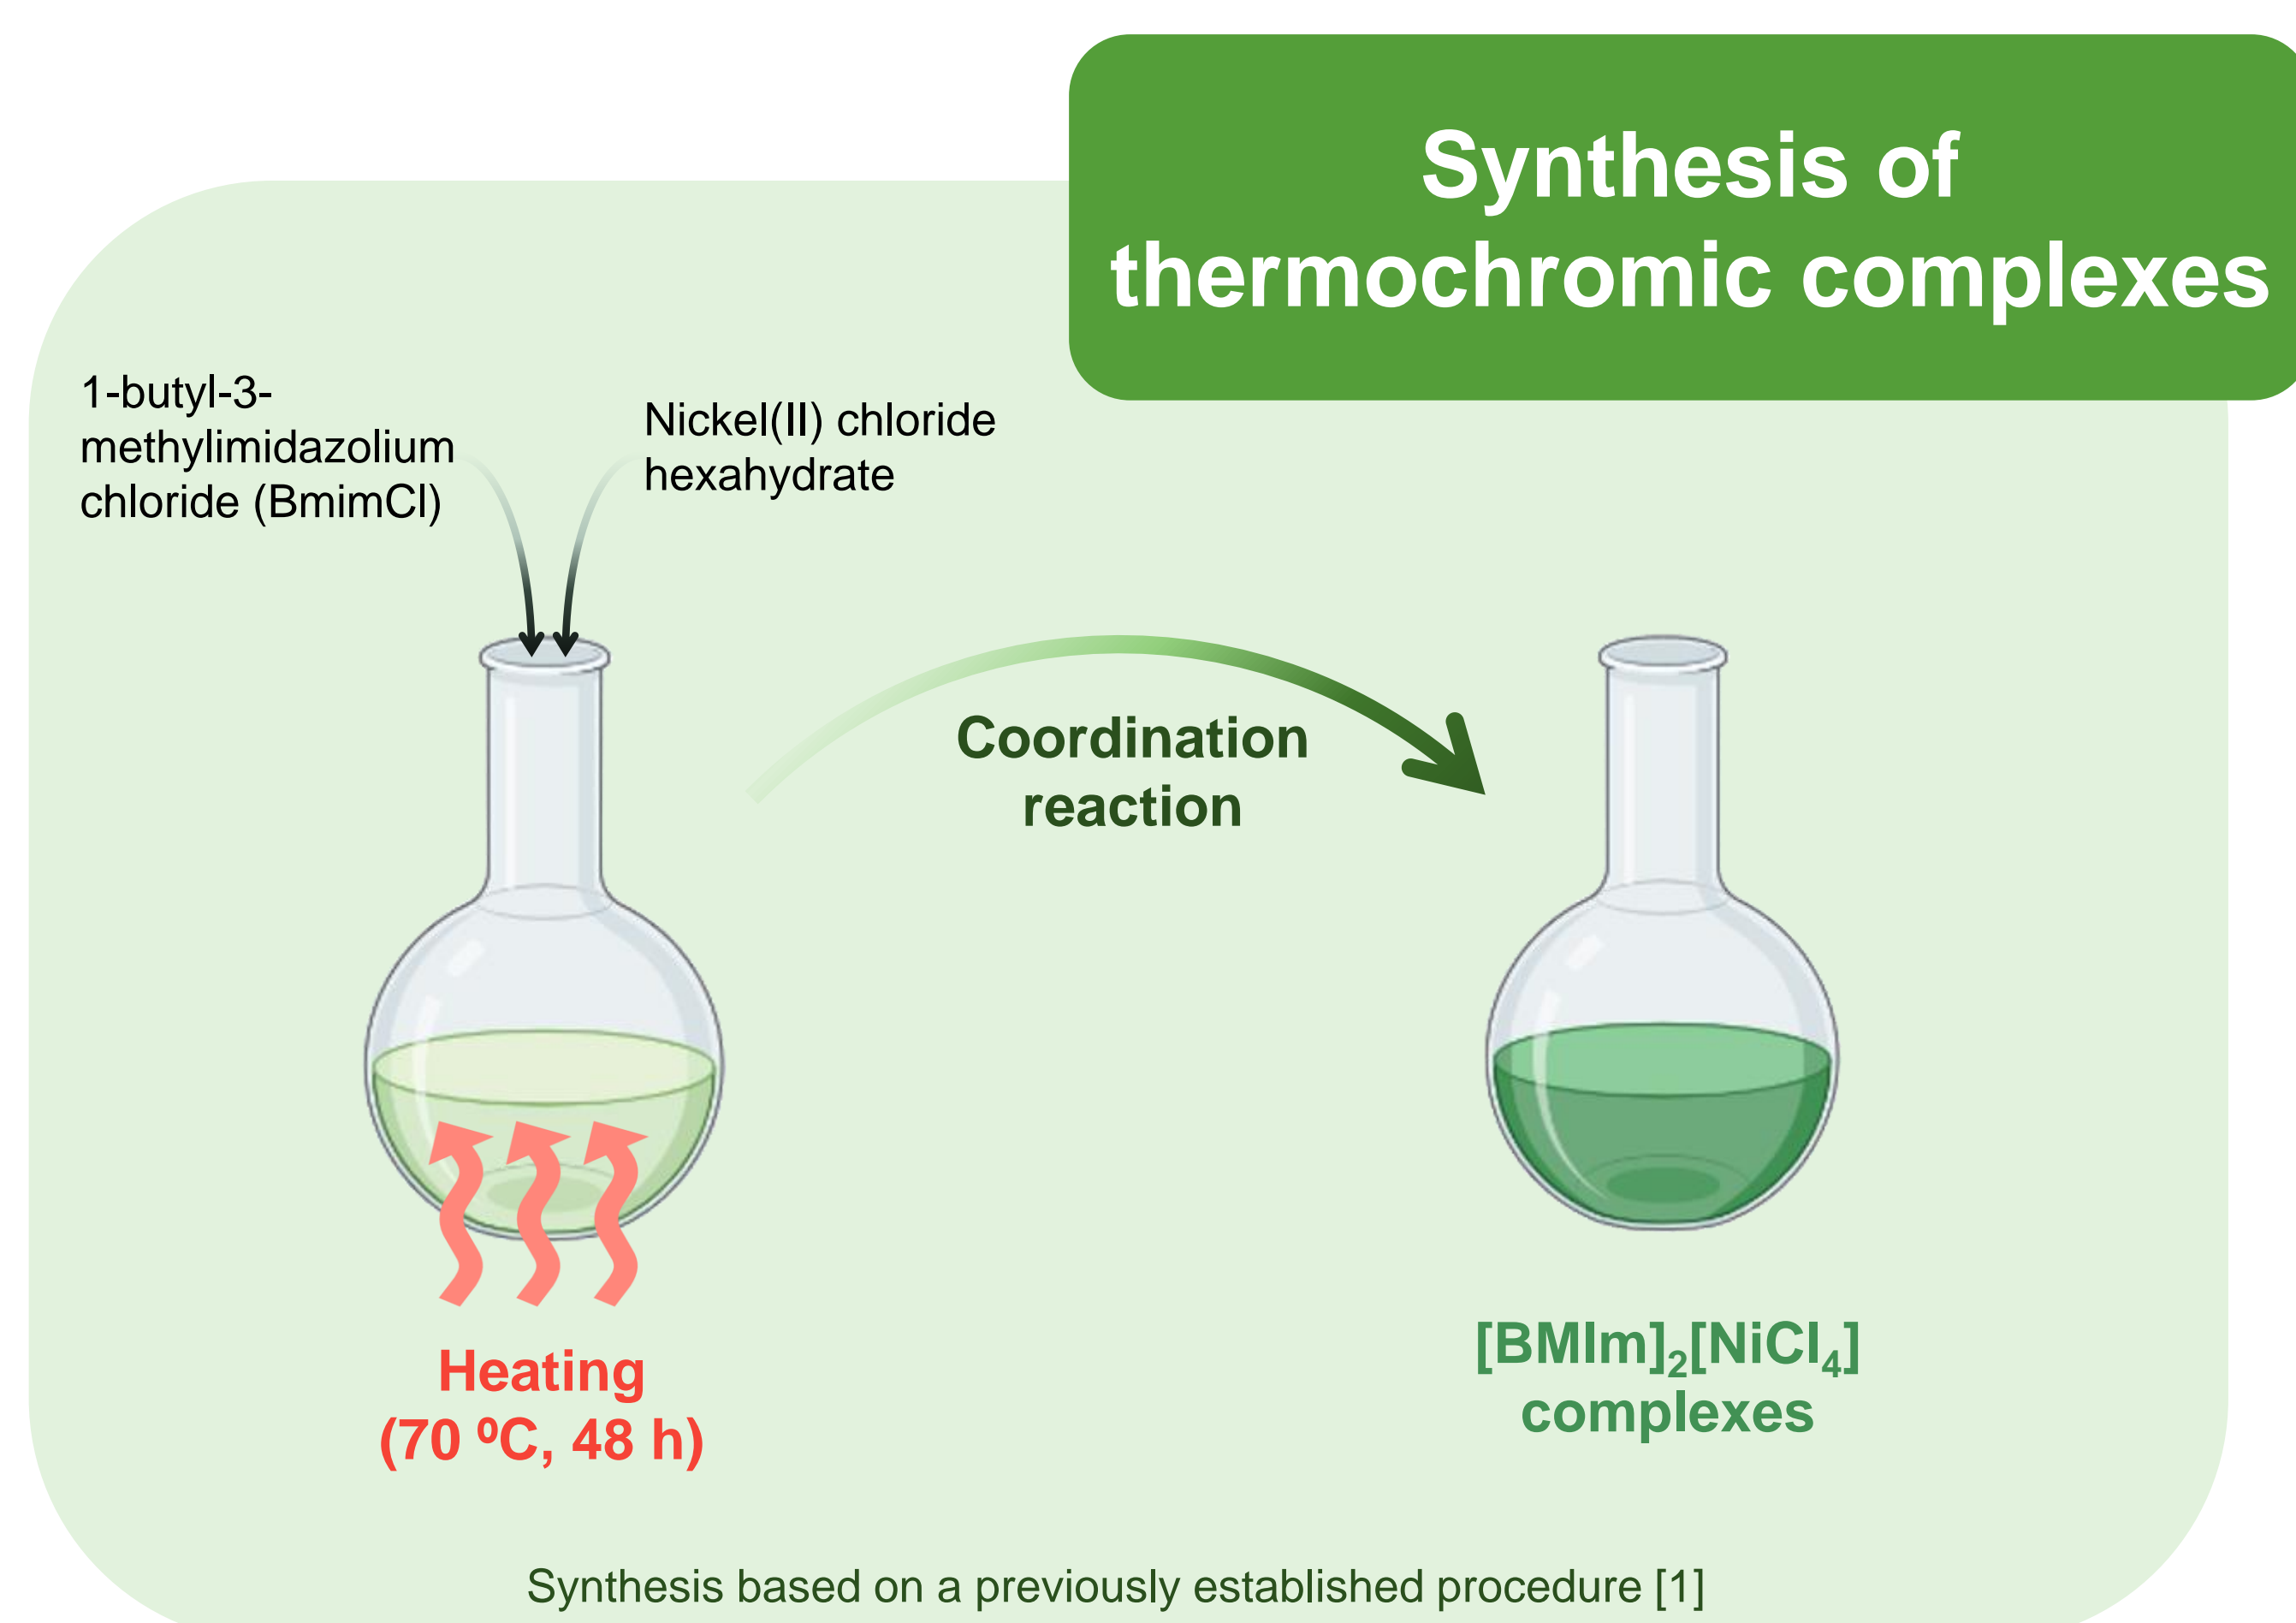 Synthesis of
thermochromic complexes
1-butyl-3-
methylimidazolium
chloride (BmimCl)
Nickel(II) chloride
hexahydrate
Coordination
reaction
Heating
(70 ºC, 48 h)
[BMIm]₂[NiCl₄]
complexes
Synthesis based on a previously established procedure [1]